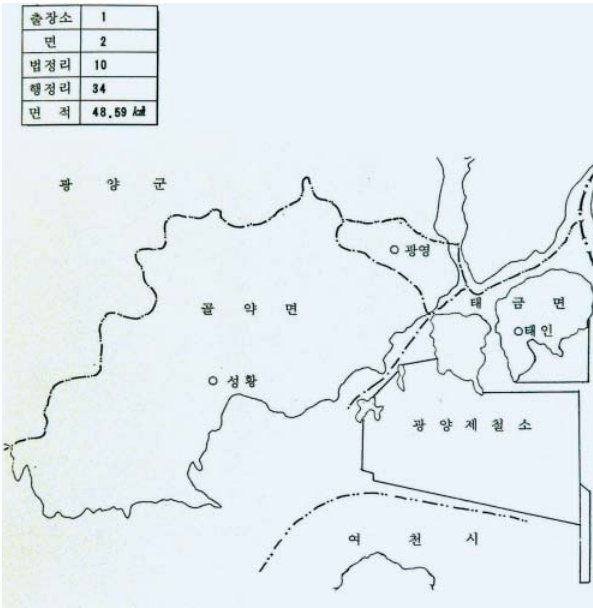 출장소 1
면 2
법정리 10
행정리 34
면 적 48.59 ㎢
광 양 군
광영
태 금 면
골 약 면
태인
성황
광 양 제 철 소
여 천 시